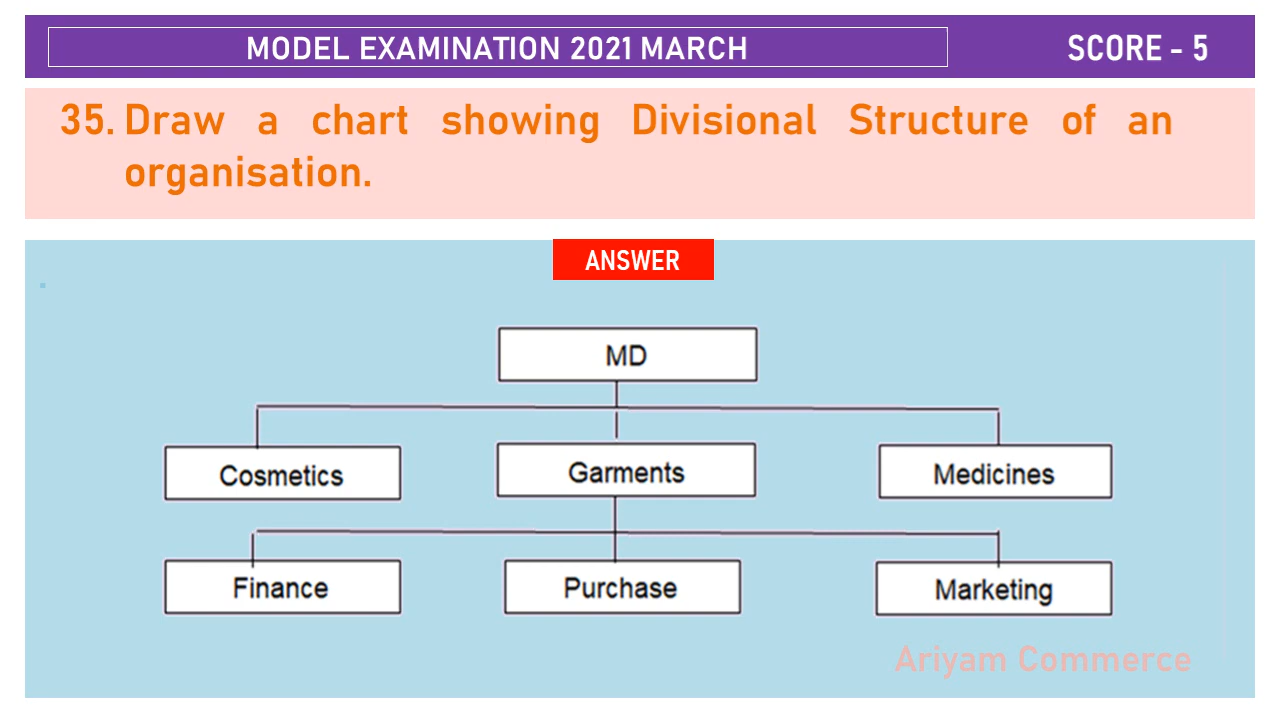 MODEL EXAMINATION 2021 MARCH
SCORE - 5
35. Draw a chart showing Divisional Structure of an
organisation.
ANSWER
MD
Cosmetics
Garments
Medicines
Finance
Purchase
Marketing
Ariyam Commerce